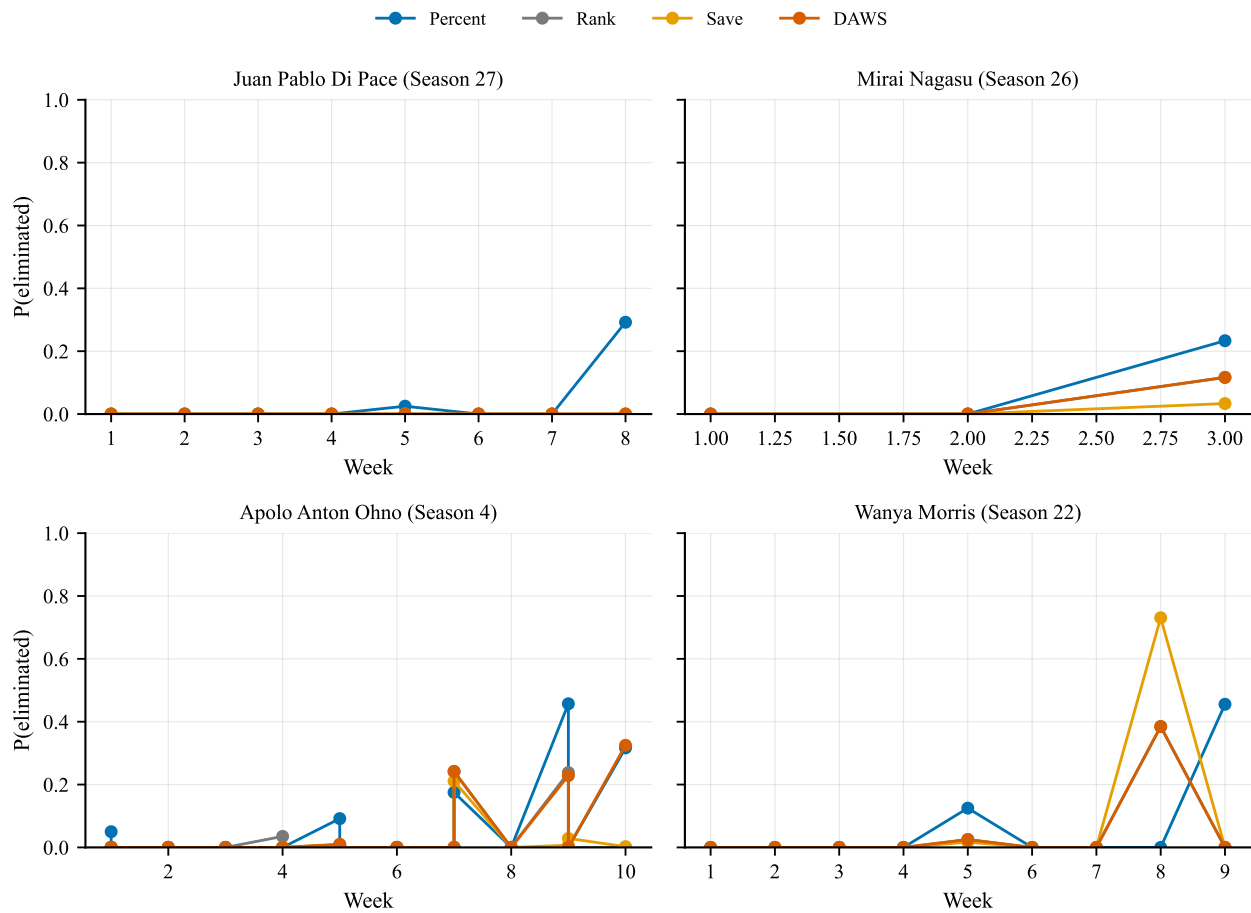 Percent Rank Save DAWS
Juan Pablo Di Pace (Season 27)
1.0
0.8
0.6
0.4
0.2
0.0
P(eliminated)
1 2 3 4 5 6 7 8
Week
Mirai Nagasu (Season 26)
1.00 1.25 1.50 1.75 2.00 2.25 2.50 2.75 3.00
Week
Apolo Anton Ohno (Season 4)
1.0
0.8
0.6
0.4
0.2
0.0
P(eliminated)
2 4 6 8 10
Week
Wanya Morris (Season 22)
1 2 3 4 5 6 7 8 9
Week